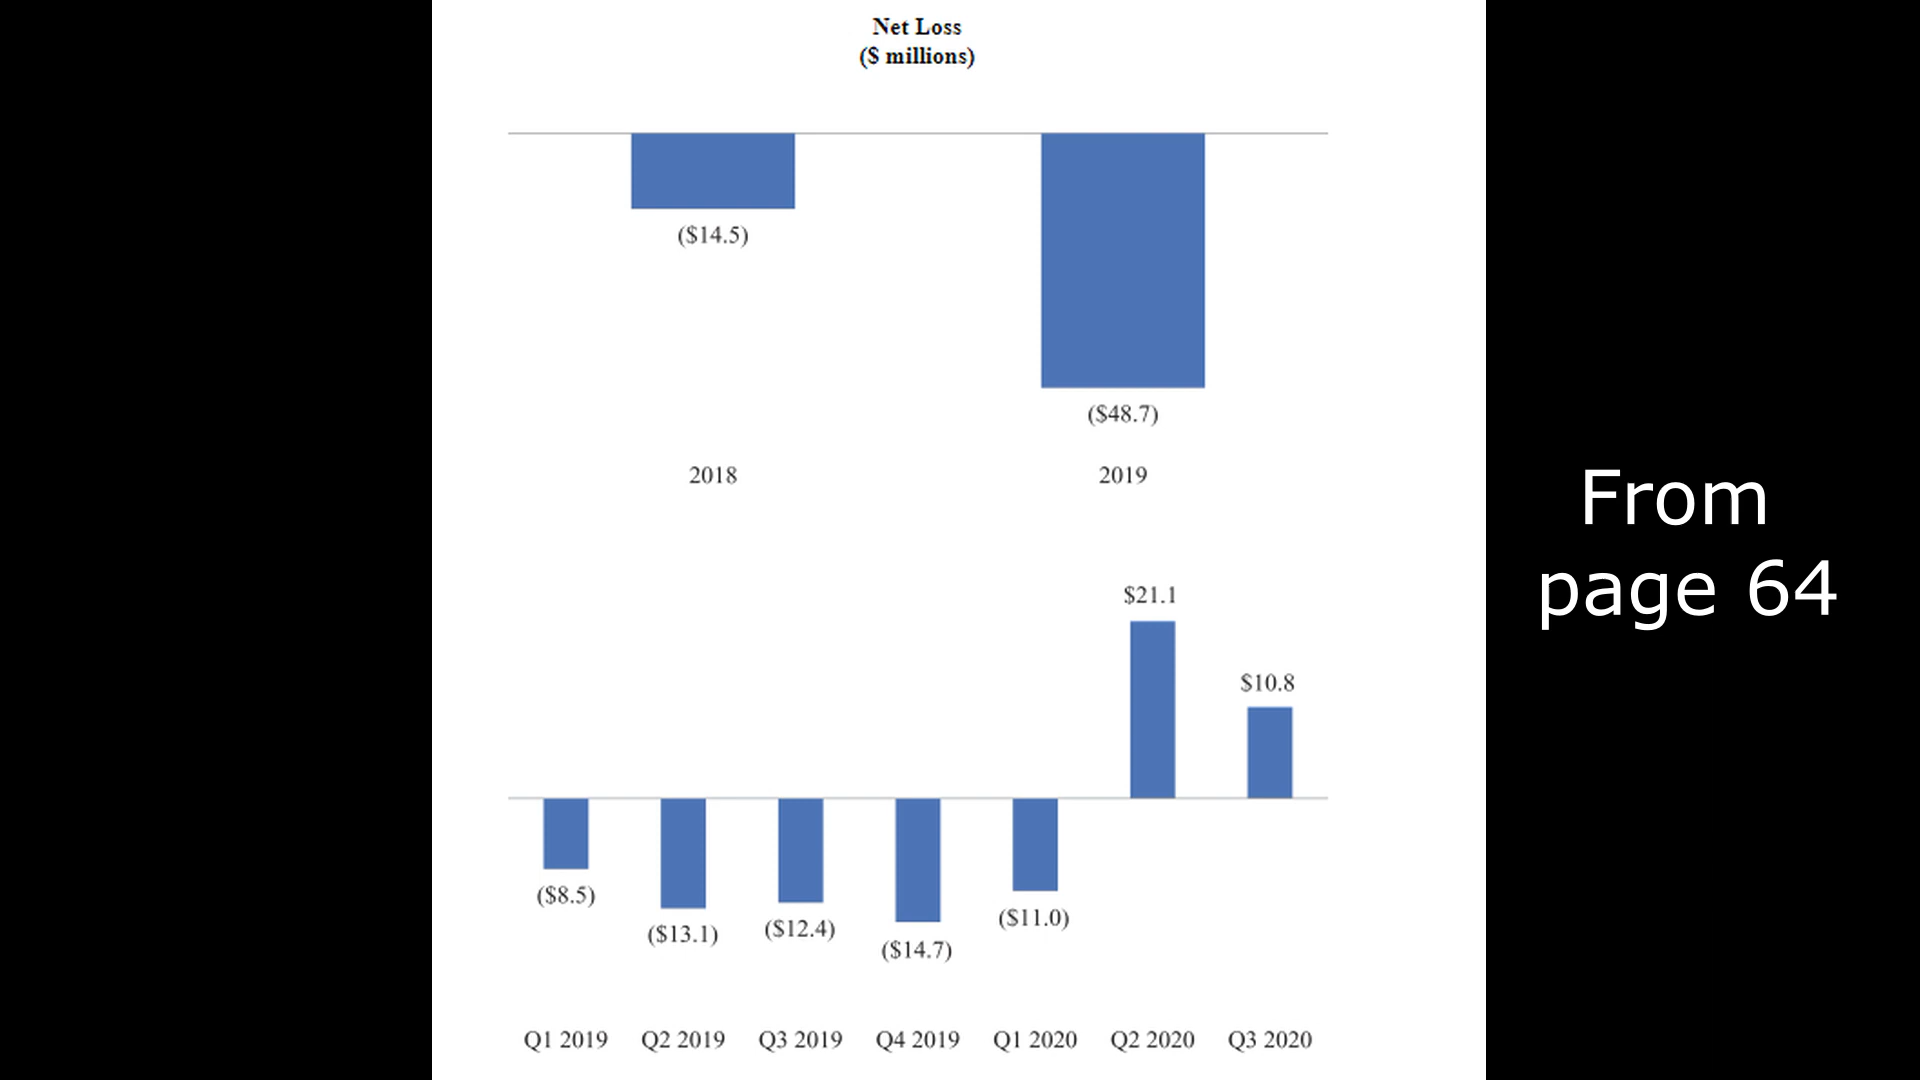 Net Loss
($ millions)
($14.5)
($48.7)
2018 2019
$21.1
$10.8
($8.5)
($13.1)
($12.4)
($14.7)
($11.0)
Q1 2019 Q2 2019 Q3 2019 Q4 2019 Q1 2020 Q2 2020 Q3 2020
From
page 64